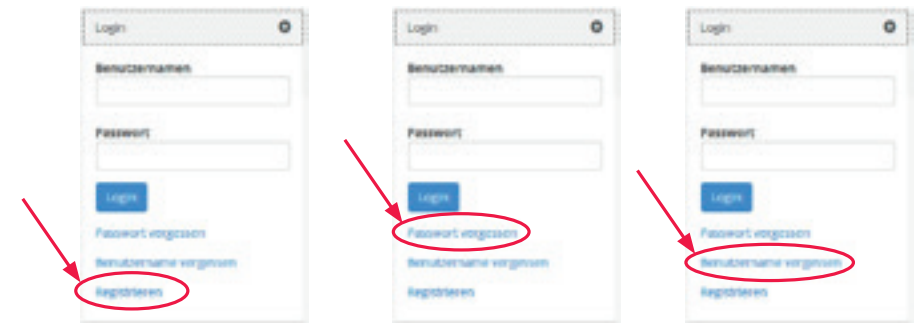 Login
Benutzernamen
Passwort
Login
Passwort vergessen
Benutzername vergessen
Registrieren
Login
Benutzernamen
Passwort
Login
Passwort vergessen
Benutzername vergessen
Registrieren
Login
Benutzernamen
Passwort
Login
Passwort vergessen
Benutzername vergessen
Registrieren